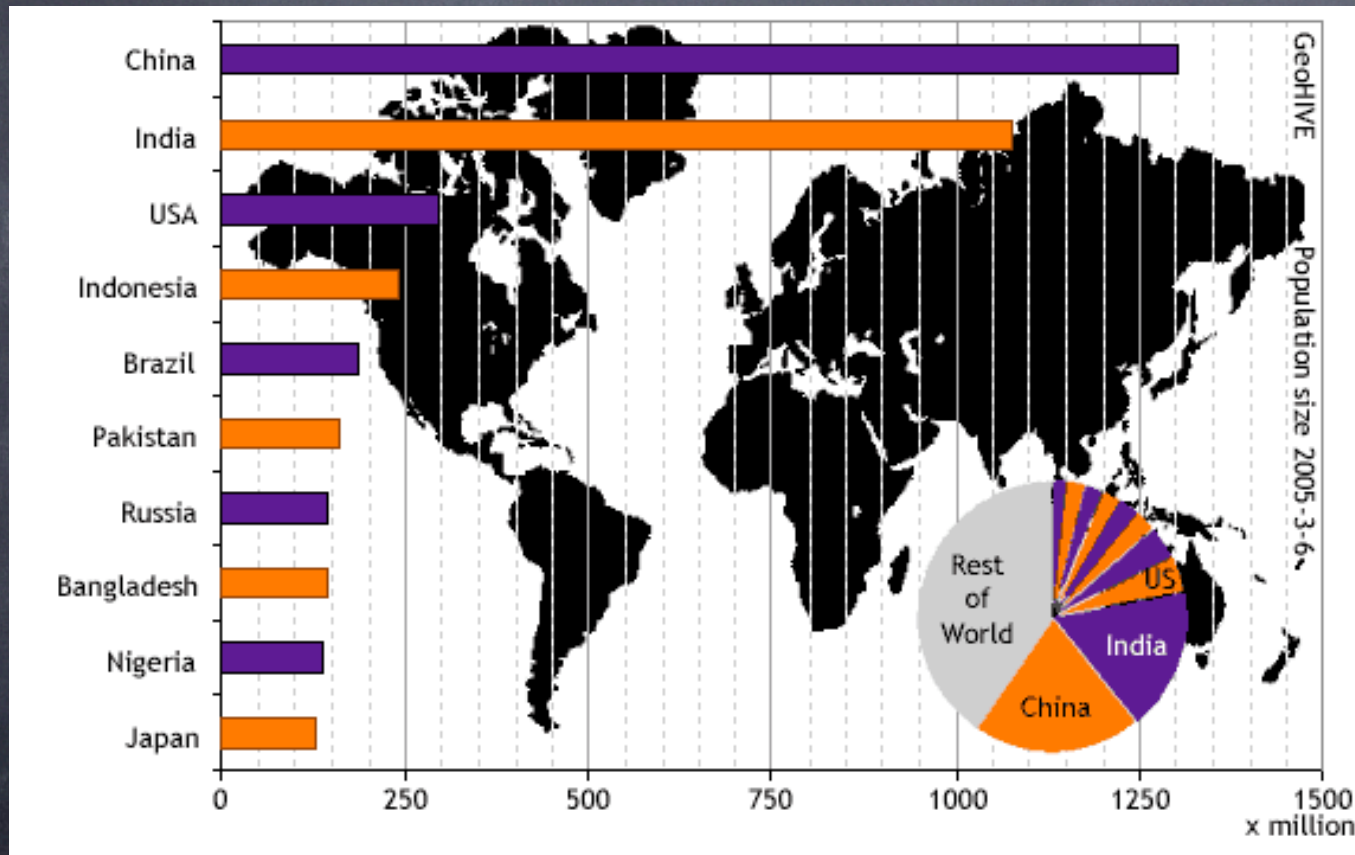 China
India
USA
Indonesia
Brazil
Pakistan
Russia
Bangladesh
Nigeria
Japan
0 250 500 750 1000 1250 1500
x million
GeoHIVE Population size 2005-3-6
Rest
of
World
US
India
China